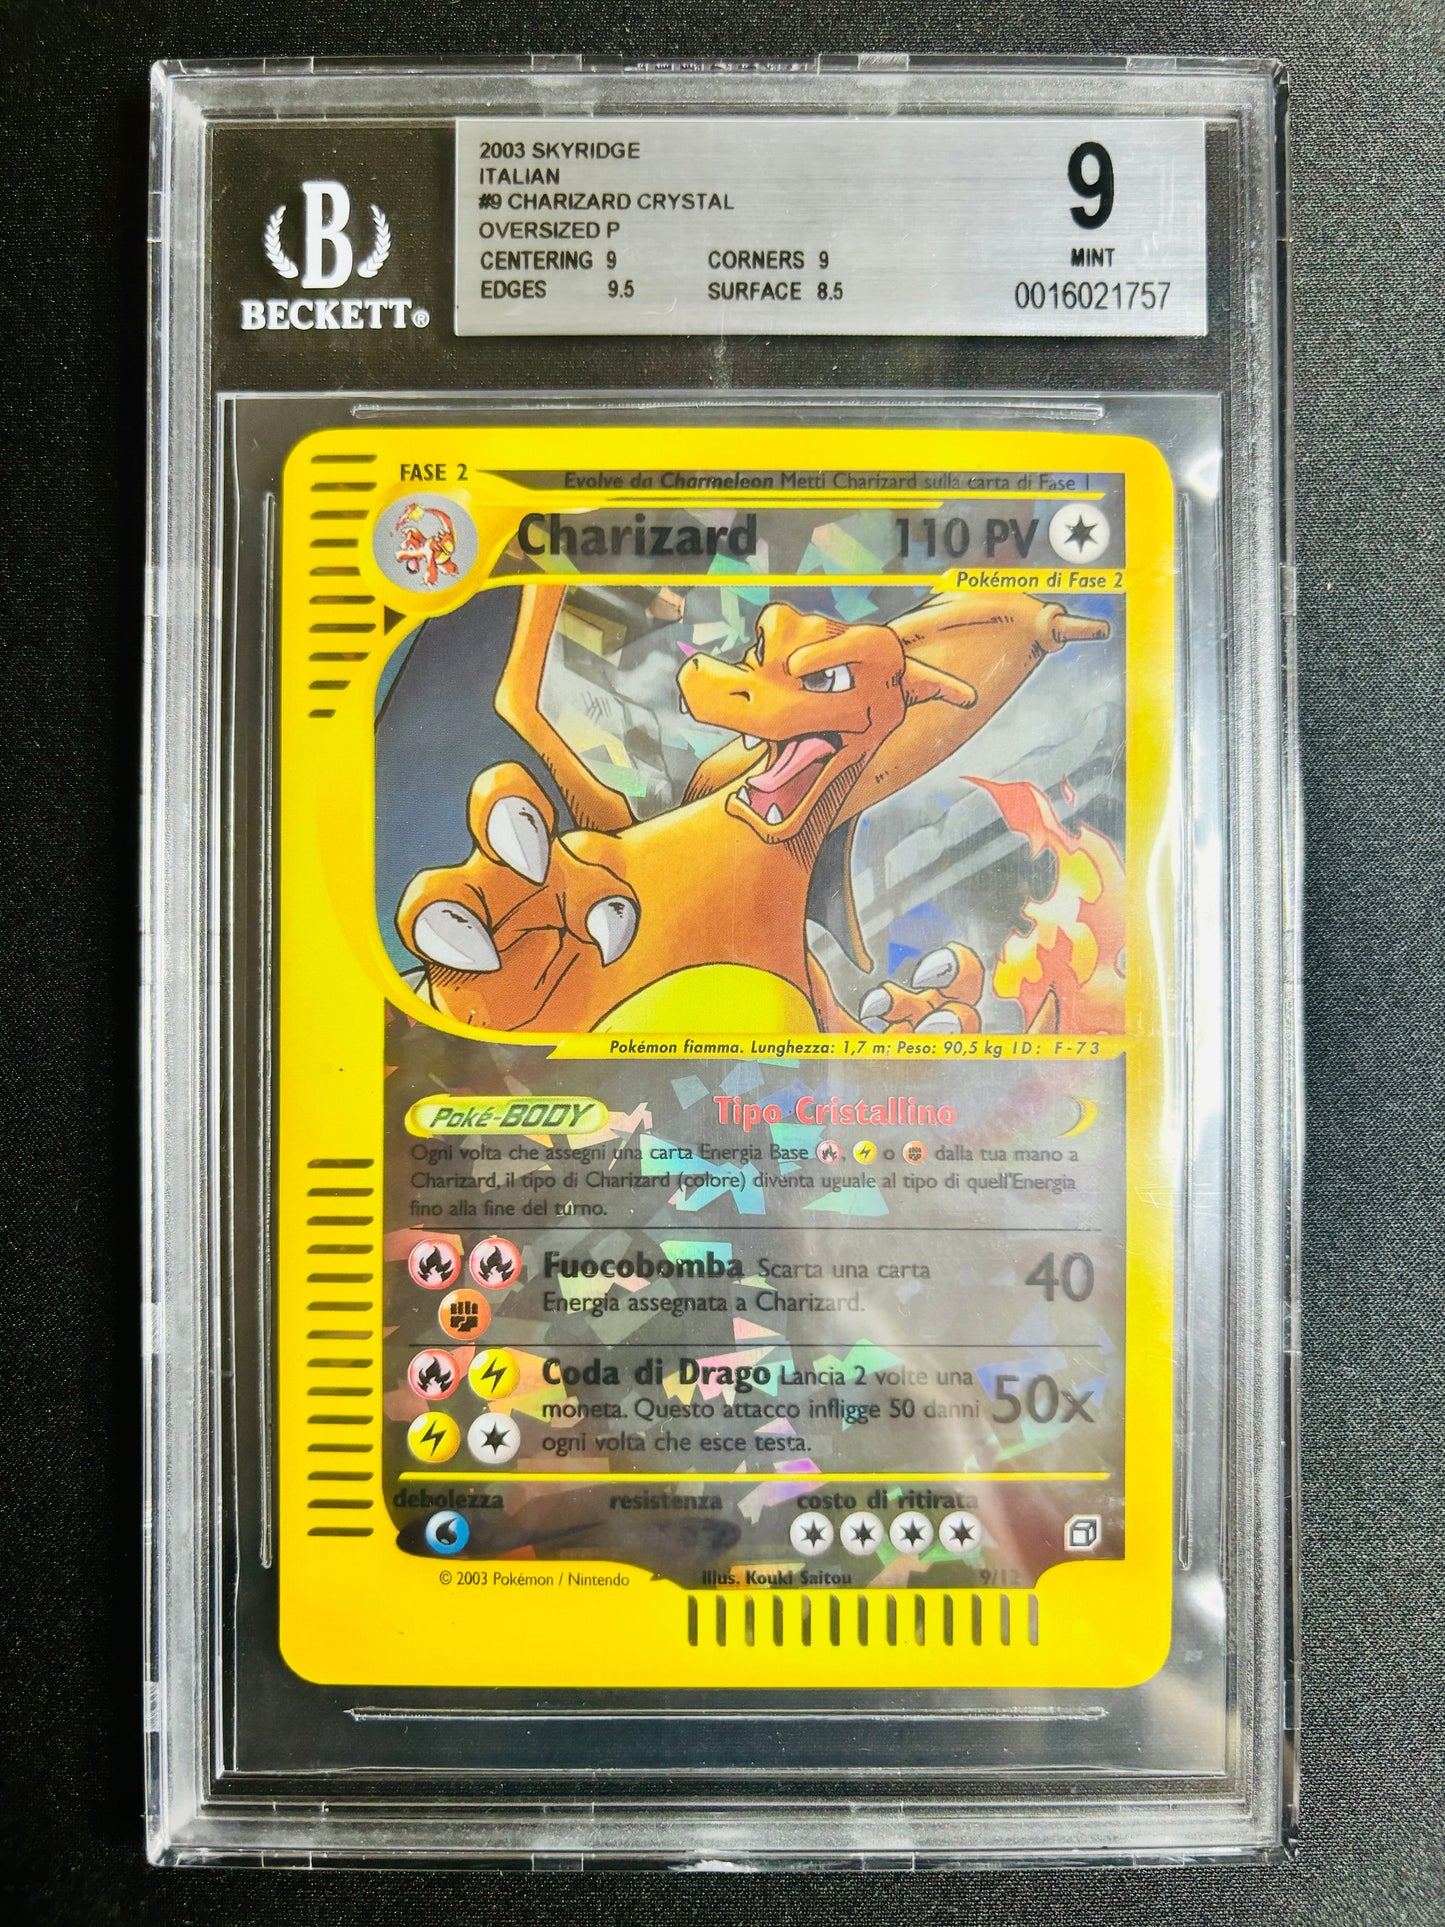 2003 SKYRIDGE
ITALIAN
#9 CHARIZARD CRYSTAL
OVERSIZED P
CENTERING 9 CORNERS 9
EDGES 9.5 SURFACE 8.5
9
MINT
0016021757
B
BECKETT®
FASE 2
Evolve da Charmeleon Metti Charizard sulla carta di Fase 1
Charizard 110 PV
Pokémon di Fase 2
Pokémon fiamma. Lunghezza: 1,7 m; Peso: 90,5 kg ID: F-73
Poké-BODY Tipo Cristallino
Ogni volta che assegni una carta Energia Base , o dalla tua mano a
Charizard, il tipo di Charizard (colore) diventa uguale al tipo di quell'Energia
fino alla fine del turno.
Fuocobomba Scarta una carta
Energia assegnata a Charizard.
40
Coda di Drago Lancia 2 volte una
moneta. Questo attacco infligge 50 danni
ogni volta che esce testa.
50x
debolezza resistenza costo di ritirata
© 2003 Pokémon / Nintendo Illus. Kouki Saitou 9/12